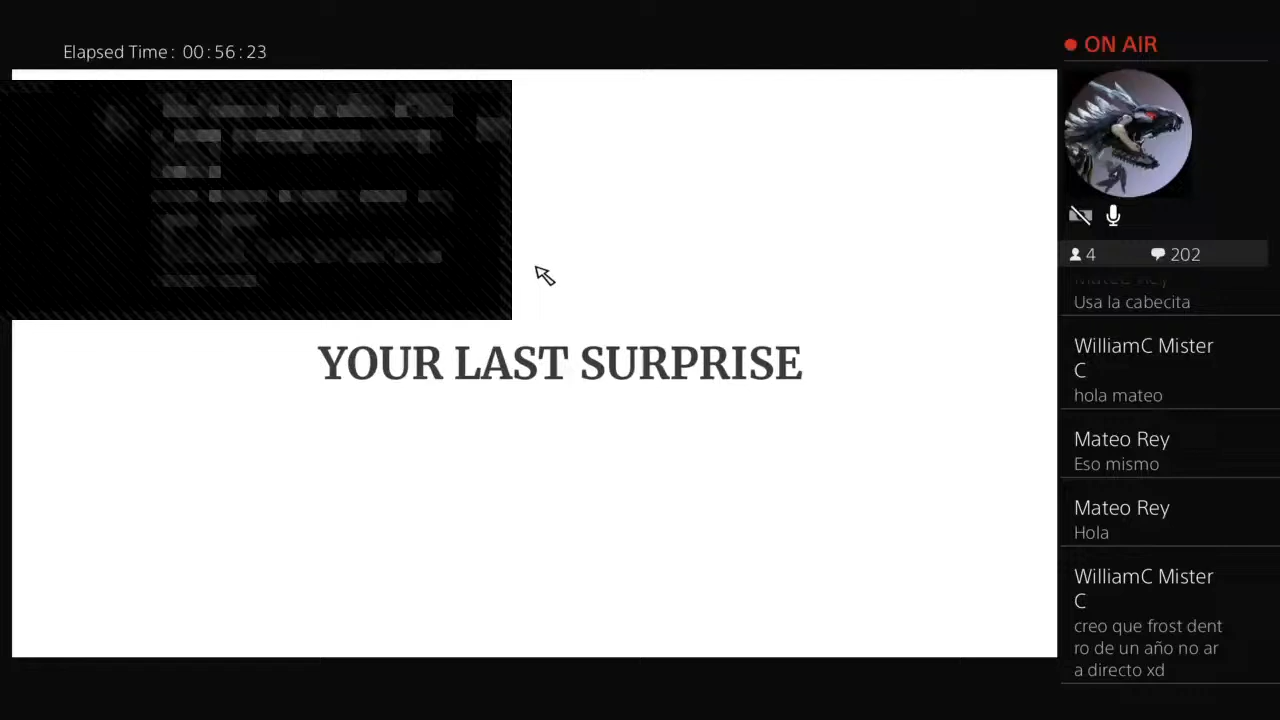 Elapsed Time: 00:56:23
ON AIR
4 202
Usa la cabecita
YOUR LAST SURPRISE
WilliamC Mister
C
hola mateo
Mateo Rey
Eso mismo
Mateo Rey
Hola
WilliamC Mister
C
creo que frost dent
ro de un año no ar
a directo xd